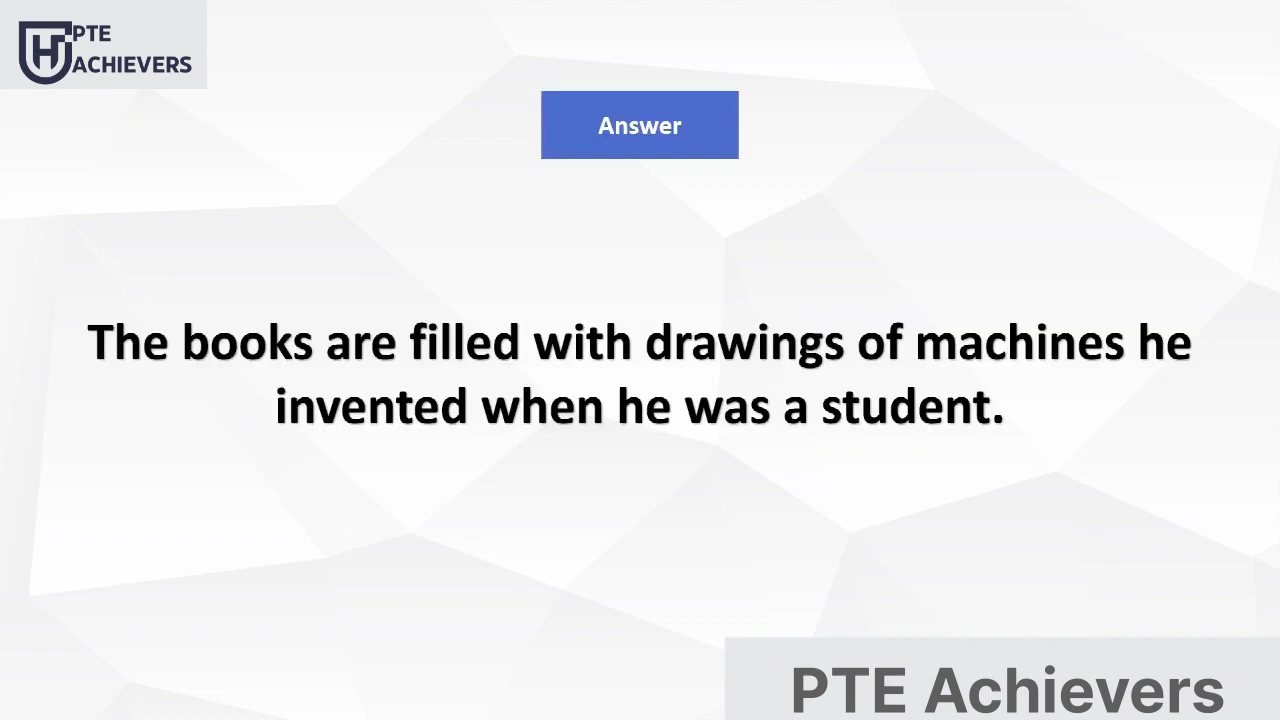 PTE
ACHIEVERS
Answer
The books are filled with drawings of machines he
invented when he was a student.
PTE Achievers